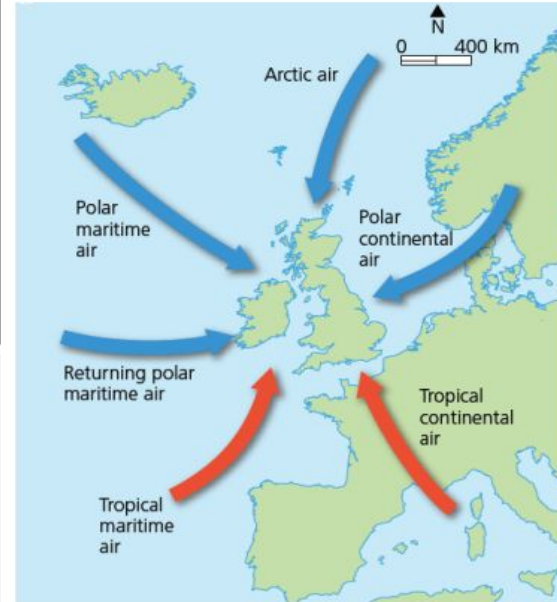 N
0 400 km
Arctic air
Polar
maritime
air
Polar
continental
air
Returning polar
maritime air
Tropical
continental
air
Tropical
maritime
air